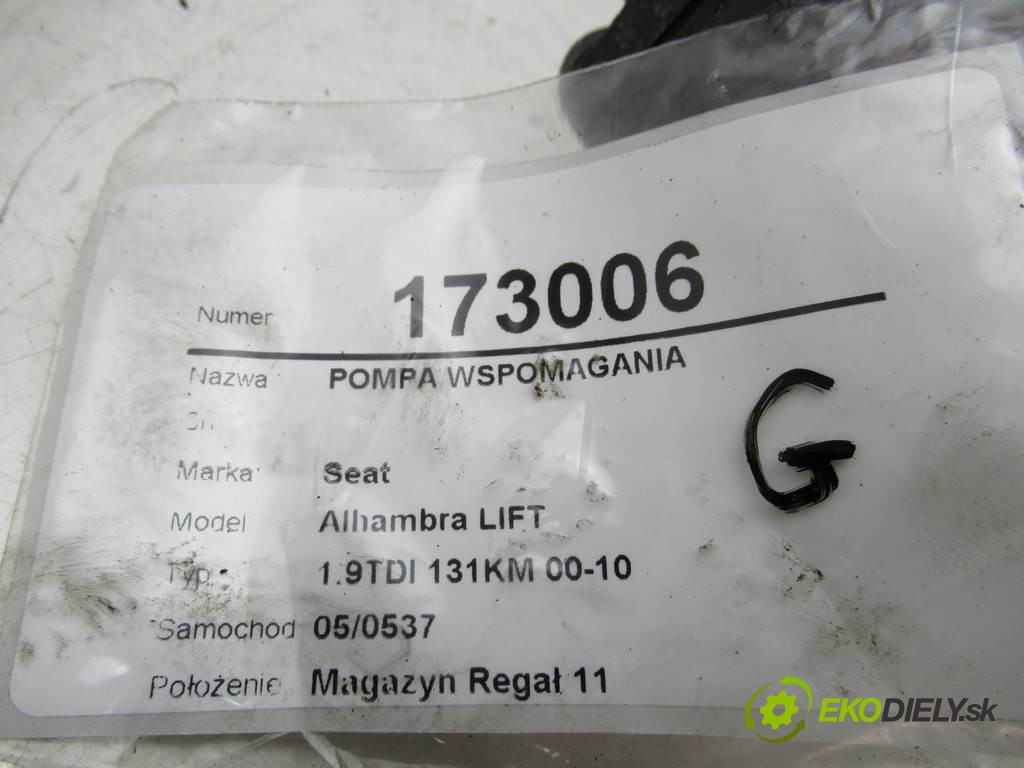 Numer 173006
Nazwa POMPA WSPOMAGANIA
Marka Seat
Model Alhambra LIFT
Typ 1.9TDI 131KM 00-10
Samochod 05/0537
Położenie Magazyn Regał 11
G
EKODIELY.sk